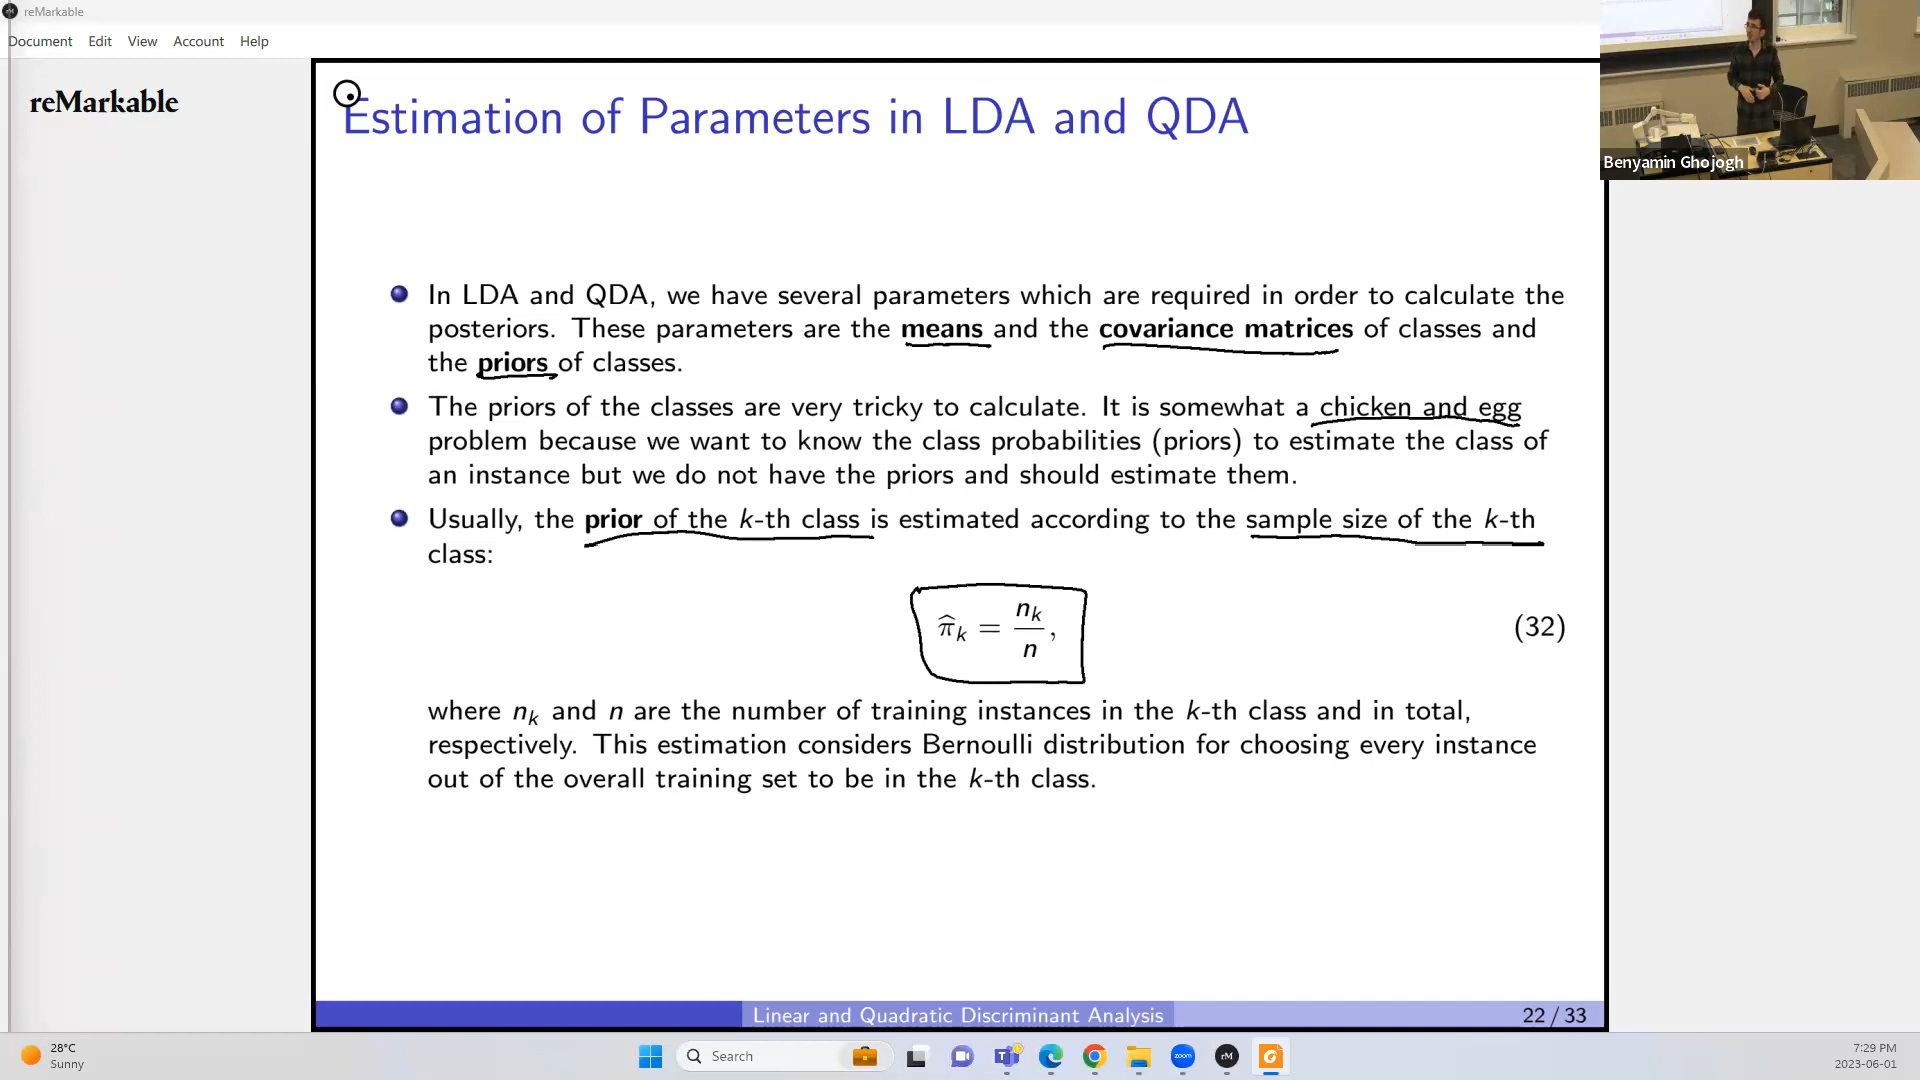 reMarkable
Document Edit View Account Help
reMarkable
Estimation of Parameters in LDA and QDA
In LDA and QDA, we have several parameters which are required in order to calculate the
posteriors. These parameters are the means and the covariance matrices of classes and
the priors of classes.
The priors of the classes are very tricky to calculate. It is somewhat a chicken and egg
problem because we want to know the class probabilities (priors) to estimate the class of
an instance but we do not have the priors and should estimate them.
Usually, the prior of the k-th class is estimated according to the sample size of the k-th
class:
π̂_k = n_k / n, (32)
where n_k and n are the number of training instances in the k-th class and in total,
respectively. This estimation considers Bernoulli distribution for choosing every instance
out of the overall training set to be in the k-th class.
Linear and Quadratic Discriminant Analysis 22 / 33
Benyamin Ghojogh
28°C
Sunny
Search
zoom
rM
7:29 PM
2023-06-01